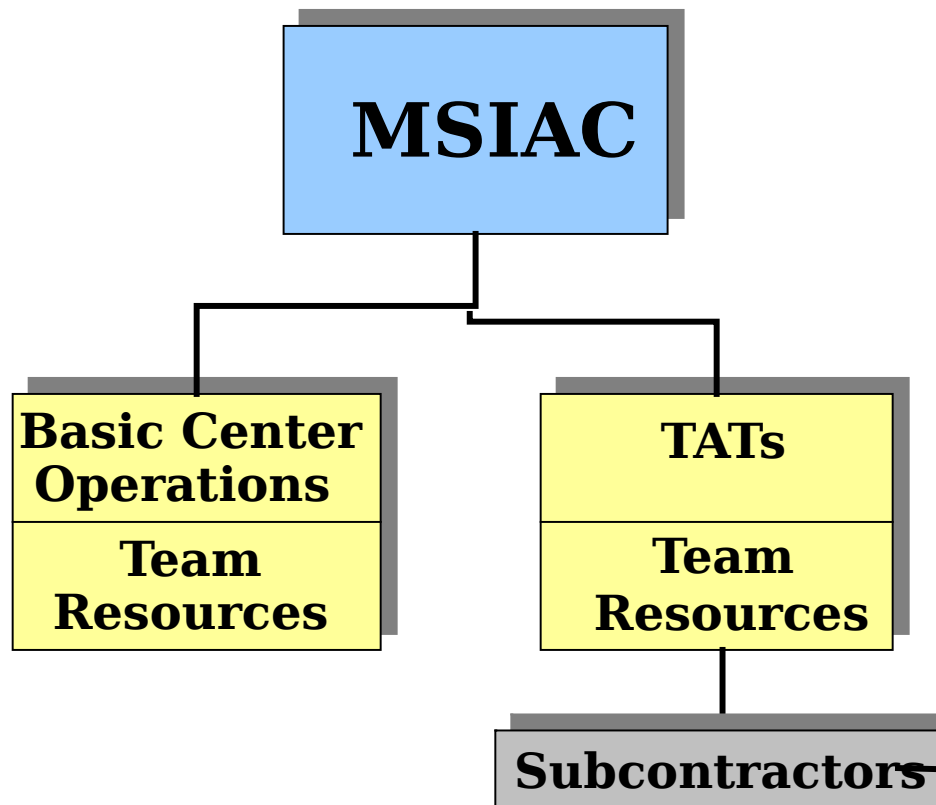 MSIAC
Basic Center
Operations
Team
Resources
TATs
Team
Resources
Subcontractors